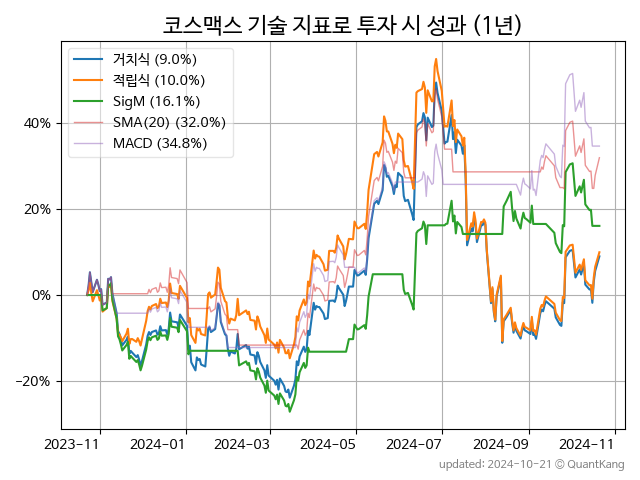 코스맥스 기술 지표로 투자 시 성과 (1년)
거치식 (9.0%)
적립식 (10.0%)
SigM (16.1%)
SMA(20) (32.0%)
MACD (34.8%)
40%
20%
0%
−20%
2023-11 2024-01 2024-03 2024-05 2024-07 2024-09 2024-11
updated: 2024-10-21 © QuantKang